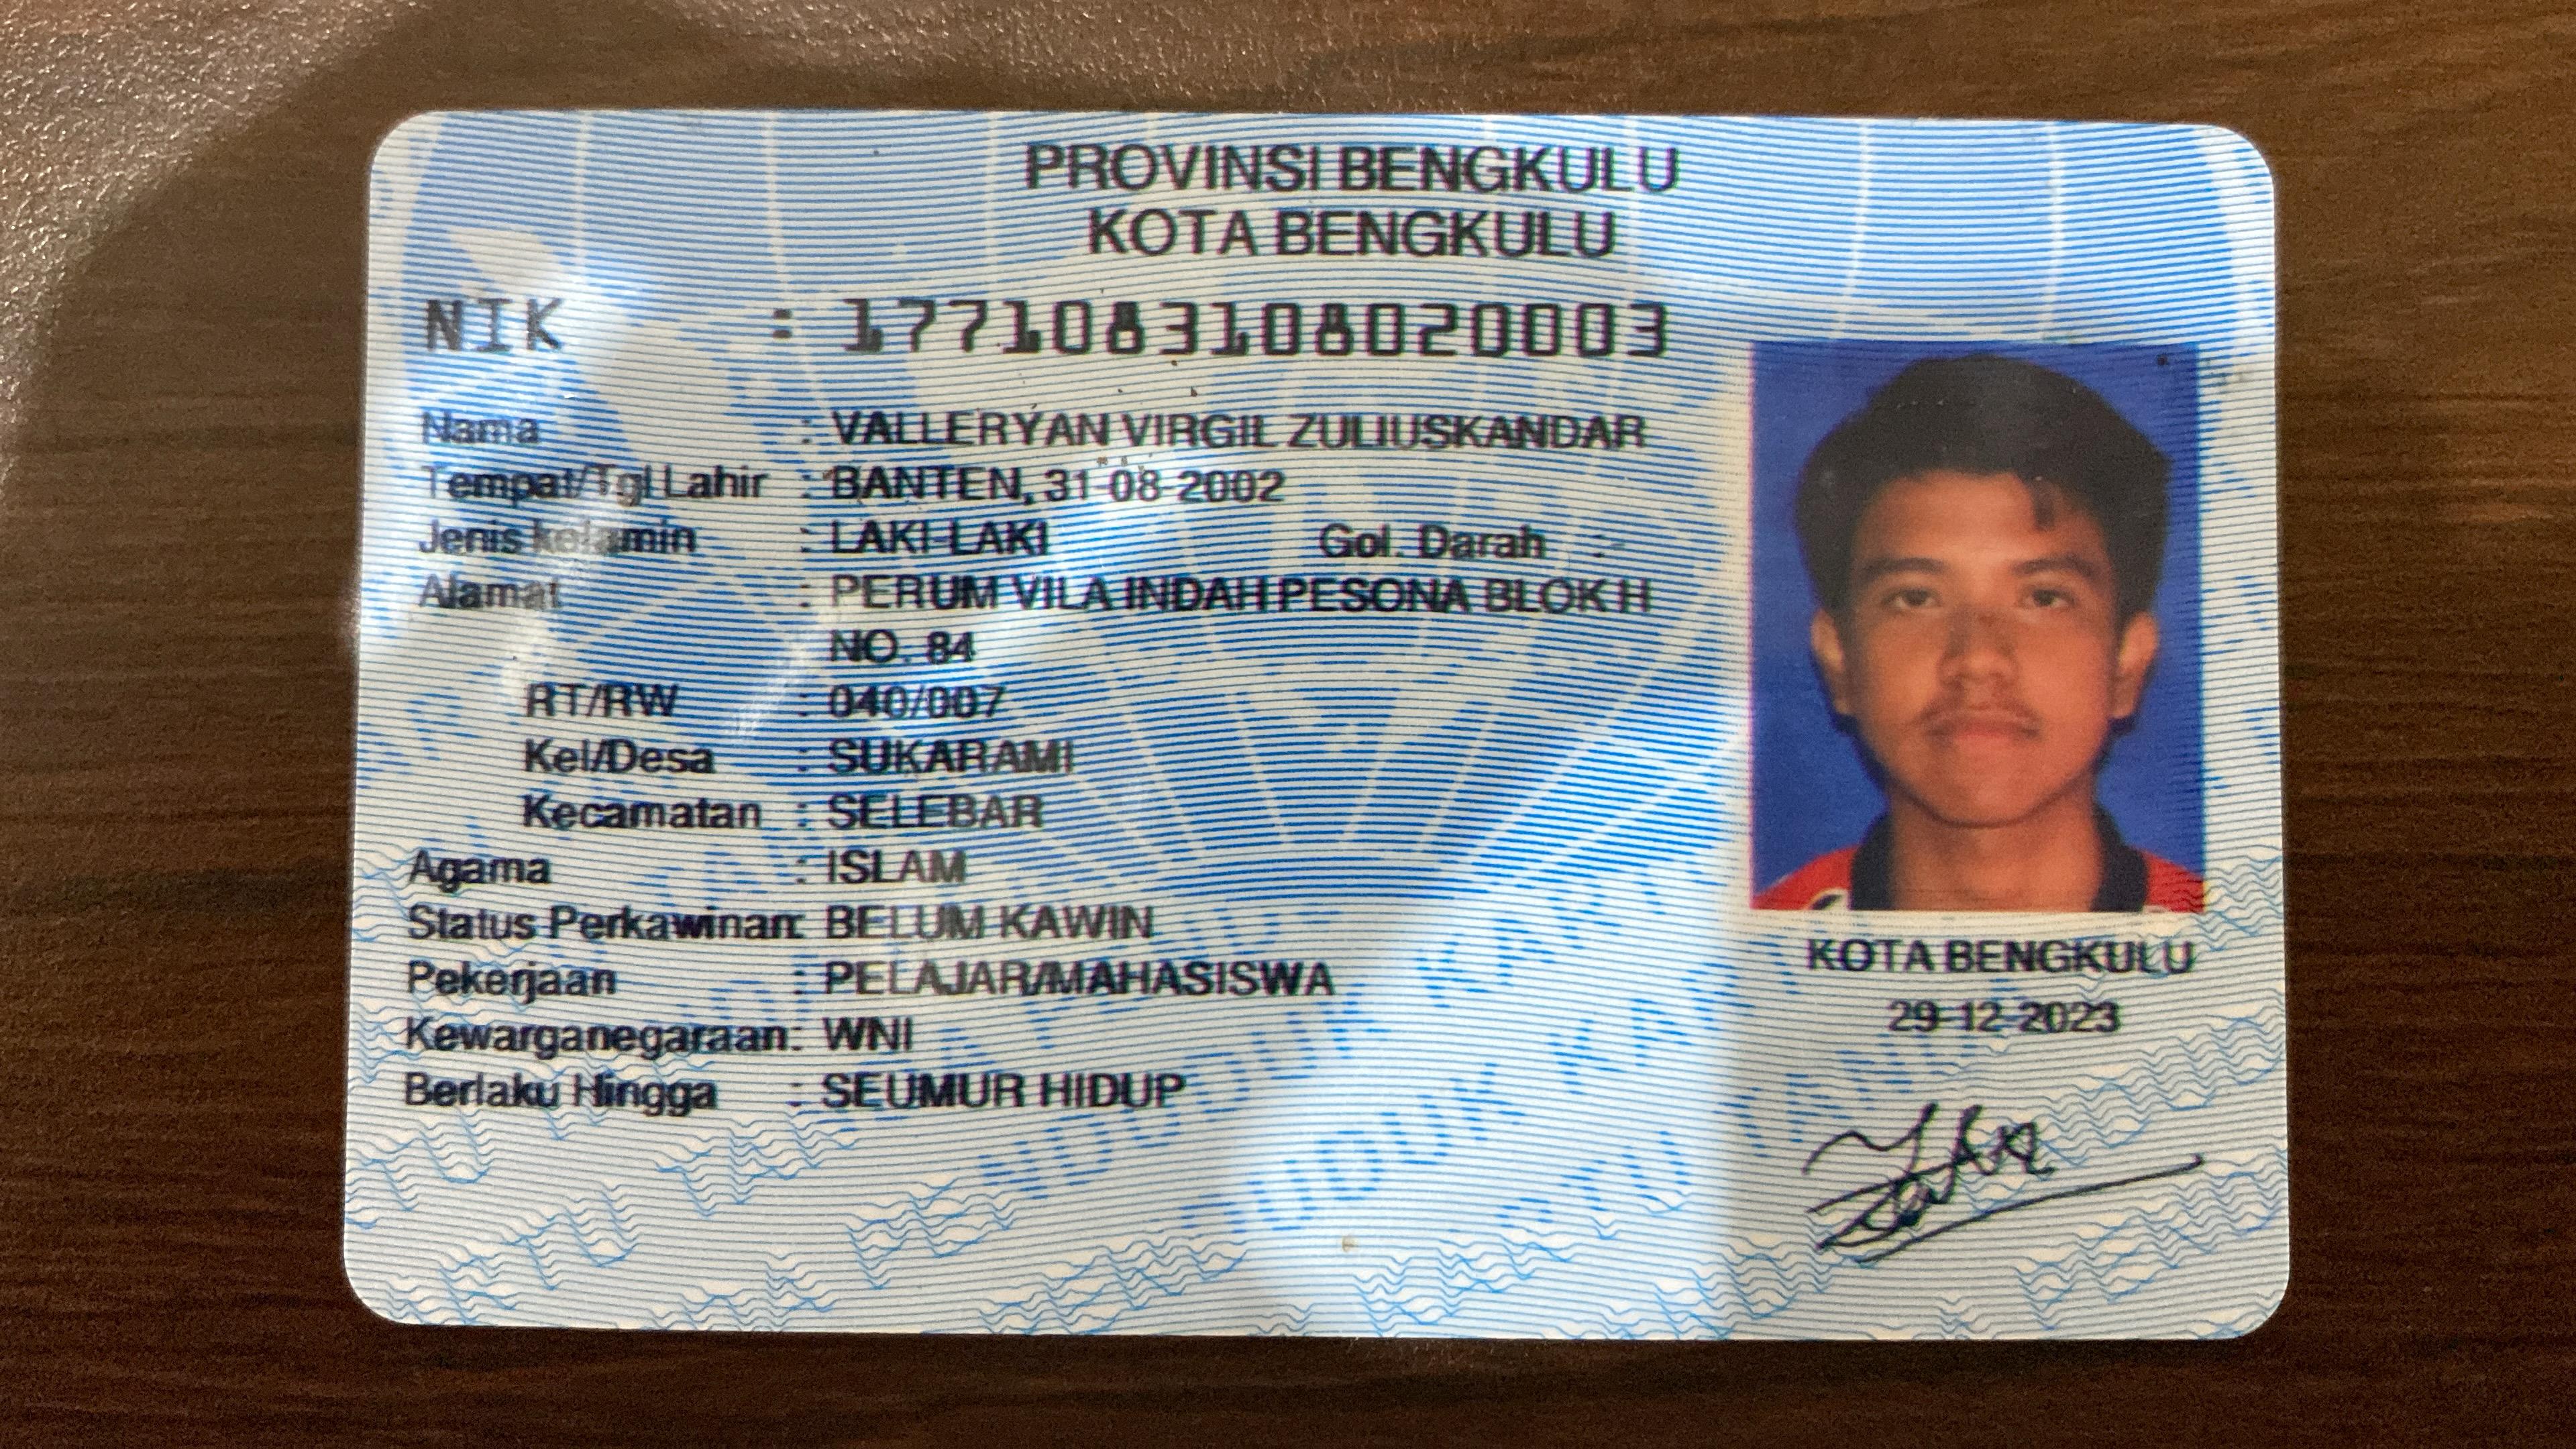 PROVINSI BENGKULU
KOTA BENGKULU
NIK : 1771083108020003
Nama : VALLERYAN VIRGIL ZULIUSKANDAR
Tempat/Tgl Lahir : BANTEN, 31-08-2002
Jenis kelamin : LAKI-LAKI Gol. Darah : -
Alamat : PERUM VILA INDAH PESONA BLOK H
NO. 84
RT/RW : 040/007
Kel/Desa : SUKARAMI
Kecamatan : SELEBAR
Agama : ISLAM
Status Perkawinan: BELUM KAWIN
Pekerjaan : PELAJAR/MAHASISWA
Kewarganegaraan: WNI
Berlaku Hingga : SEUMUR HIDUP
KOTA BENGKULU
29-12-2023